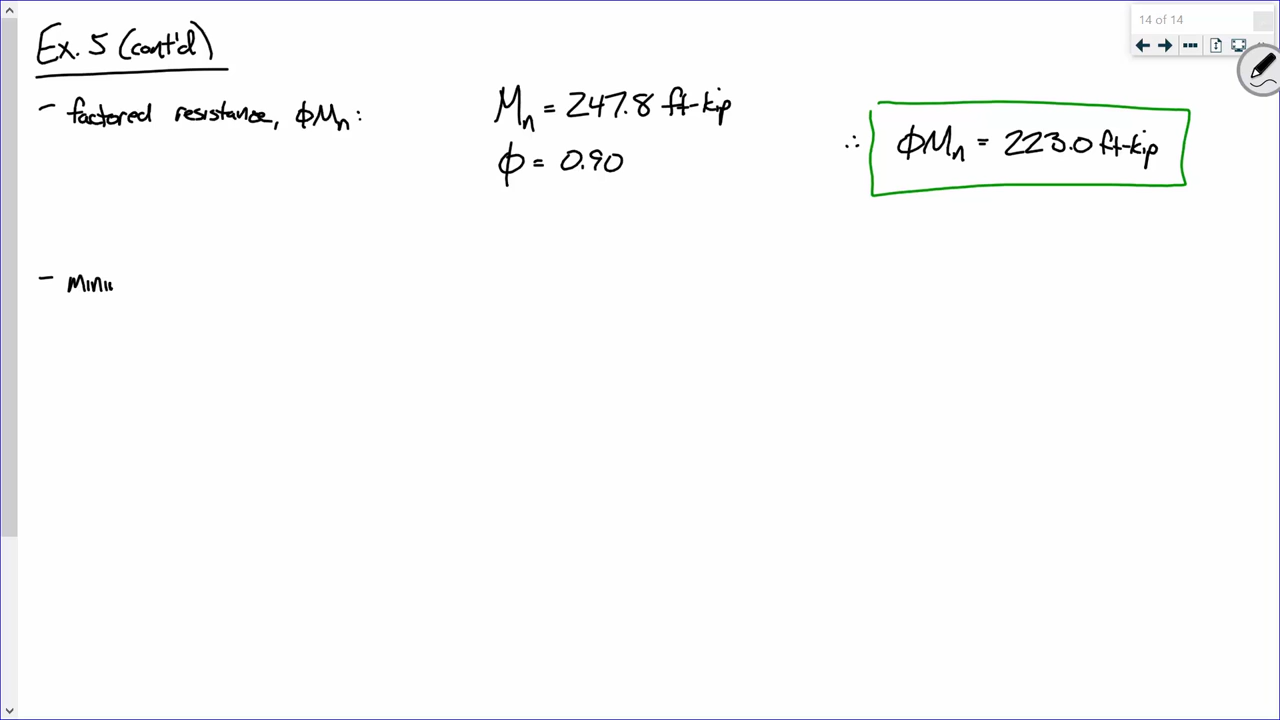 14 of 14
Ex. 5 (cont'd)
- factored resistance, ϕMn:
Mn = 247.8 ft-kip
ϕ = 0.90
∴ ϕMn = 223.0 ft-kip
-